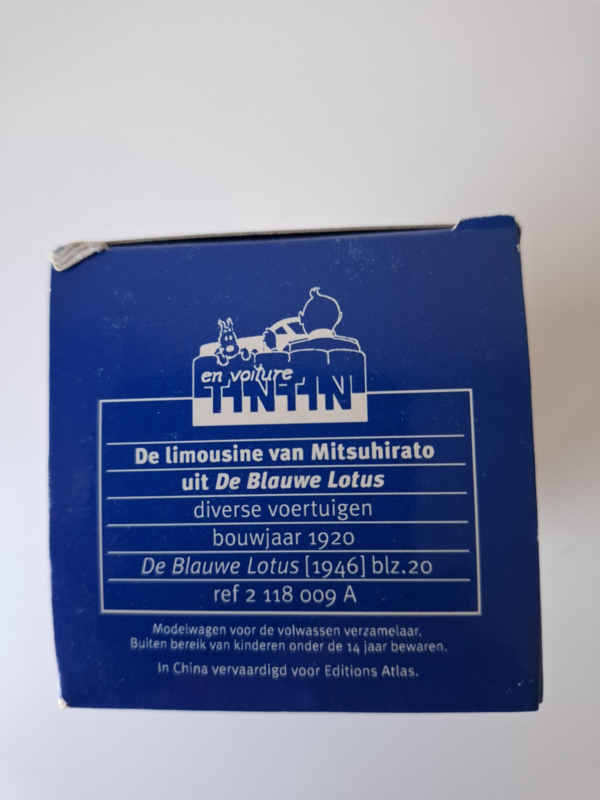 en voiture
TINTIN
De limousine van Mitsuhirato
uit De Blauwe Lotus
diverse voertuigen
bouwjaar 1920
De Blauwe Lotus [1946] blz.20
ref 2 118 009 A
Modelwagen voor de volwassen verzamelaar.
Buiten bereik van kinderen onder de 14 jaar bewaren.
In China vervaardigd voor Editions Atlas.